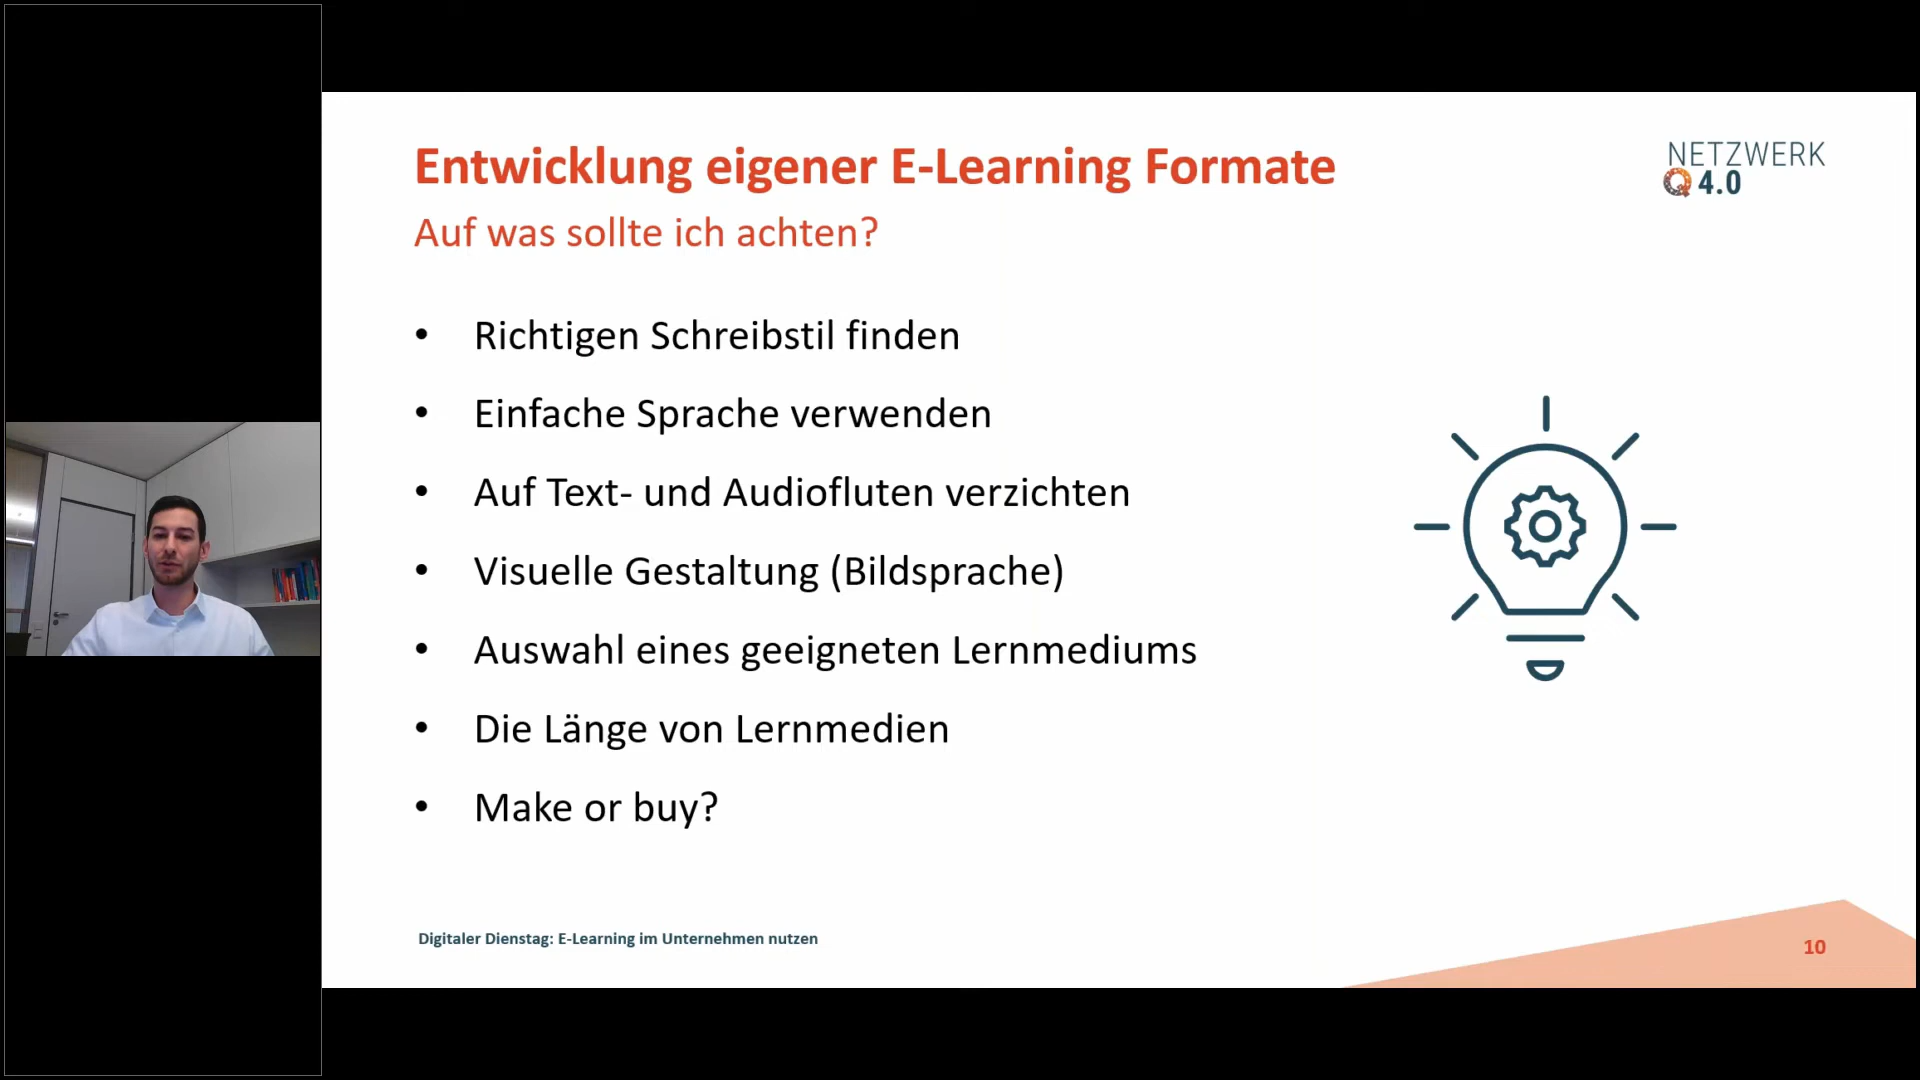 Entwicklung eigener E-Learning Formate
NETZWERK
Q 4.0
Auf was sollte ich achten?
• Richtigen Schreibstil finden
• Einfache Sprache verwenden
• Auf Text- und Audiofluten verzichten
• Visuelle Gestaltung (Bildsprache)
• Auswahl eines geeigneten Lernmediums
• Die Länge von Lernmedien
• Make or buy?
Digitaler Dienstag: E-Learning im Unternehmen nutzen
10